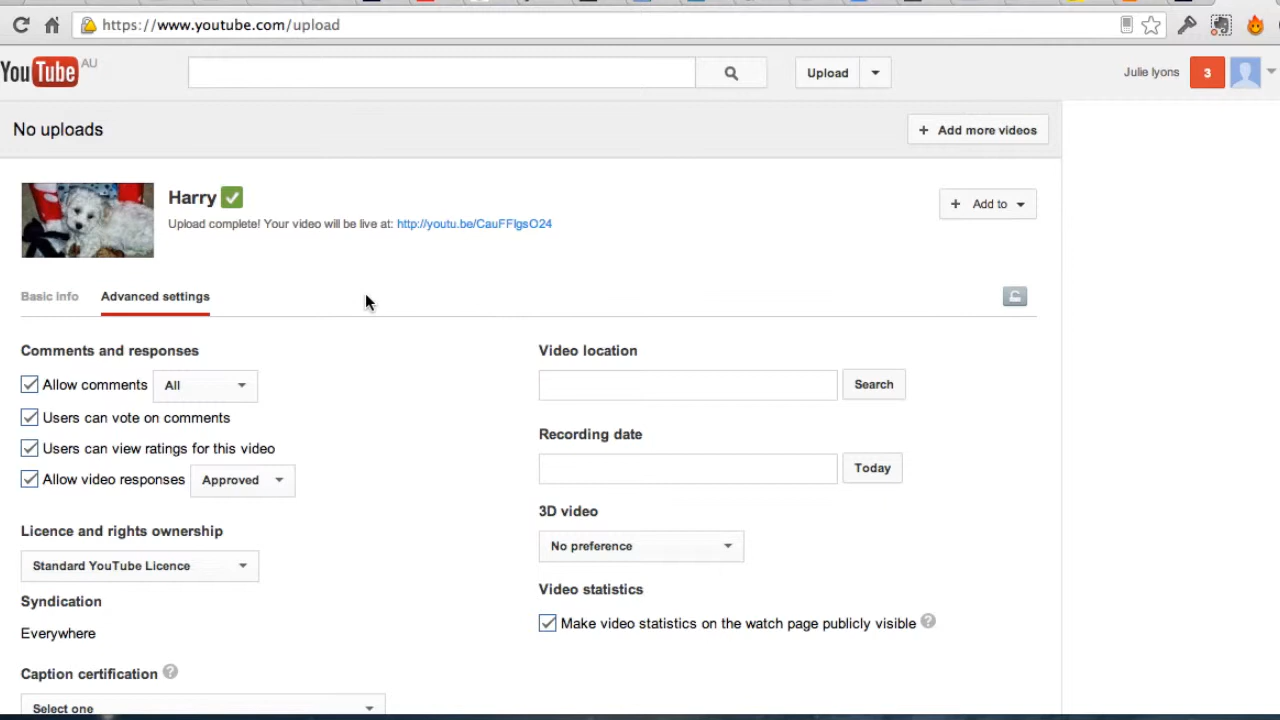 https://www.youtube.com/upload
YouTube AU
Upload
Julie lyons
3
No uploads
+ Add more videos
Harry
Upload complete! Your video will be live at: http://youtu.be/CauFFlgsO24
+ Add to
Basic info
Advanced settings
Comments and responses
Allow comments
All
Users can vote on comments
Users can view ratings for this video
Allow video responses
Approved
Licence and rights ownership
Standard YouTube Licence
Syndication
Everywhere
Caption certification ?
Select one
Video location
Search
Recording date
Today
3D video
No preference
Video statistics
Make video statistics on the watch page publicly visible ?